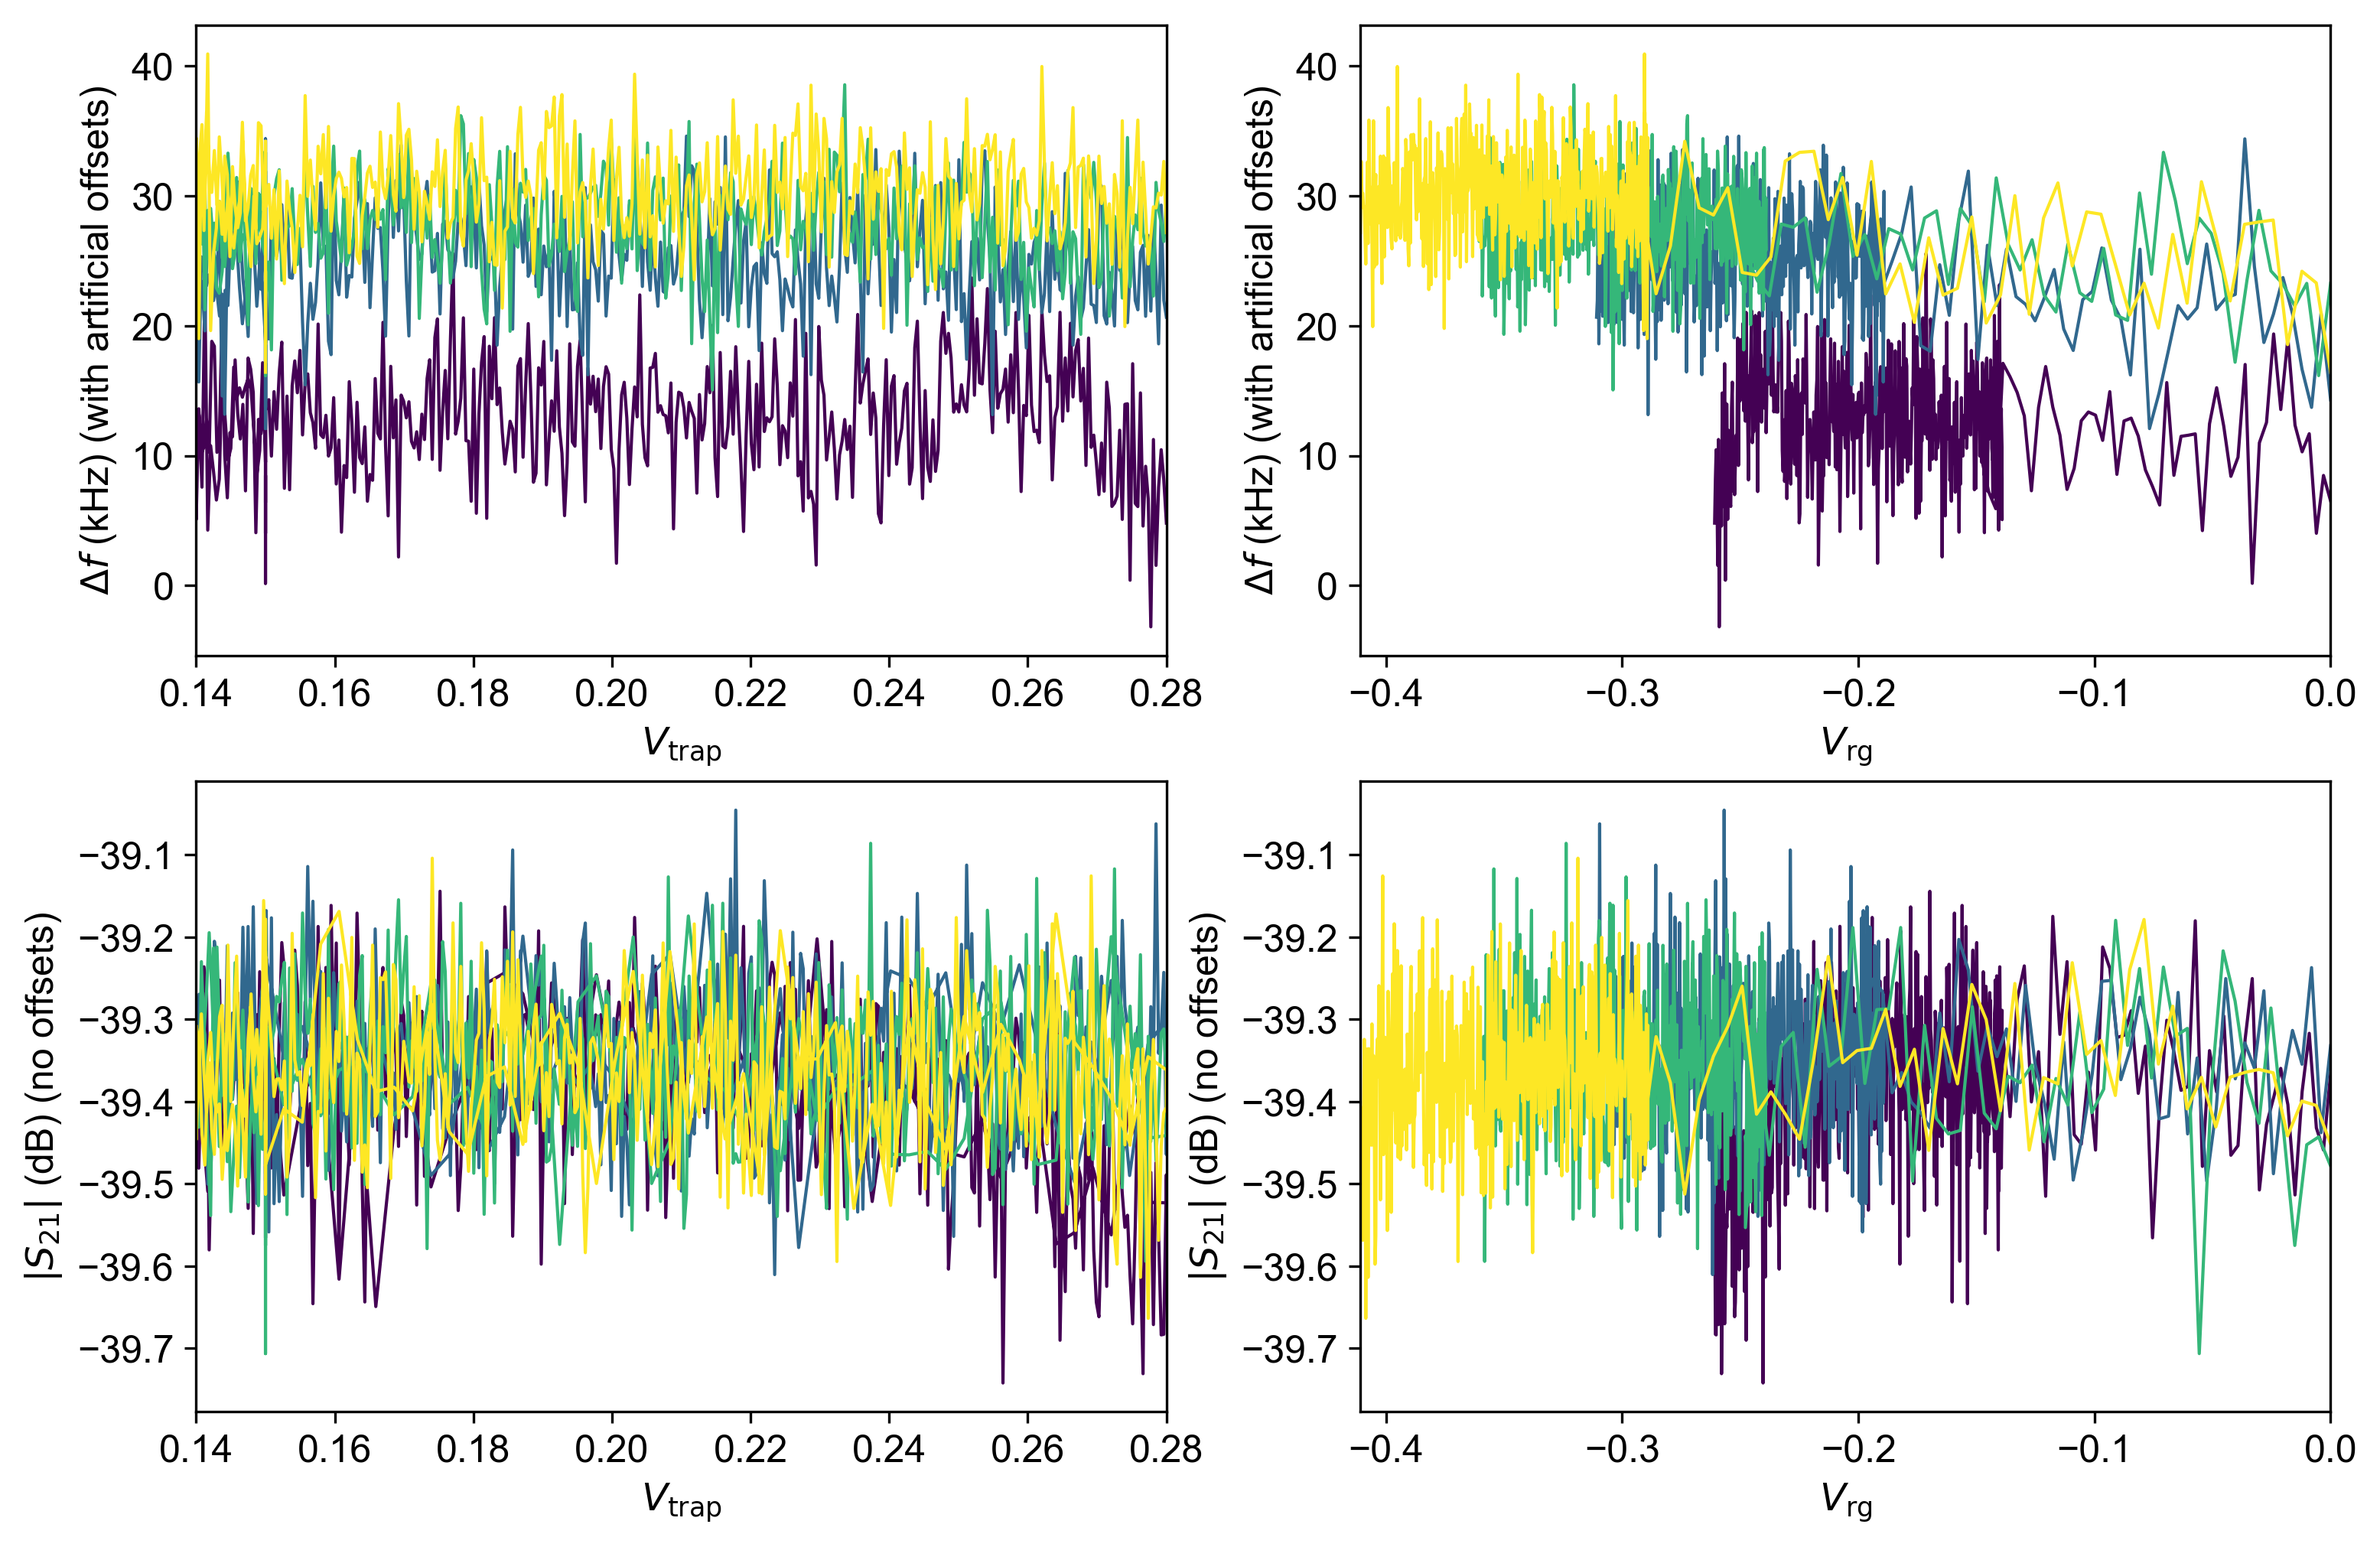 Δf (kHz) (with artificial offsets)
40
30
20
10
0
0.14 0.16 0.18 0.20 0.22 0.24 0.26 0.28
V_trap
Δf (kHz) (with artificial offsets)
40
30
20
10
0
−0.4 −0.3 −0.2 −0.1 0.0
V_rg
|S_21| (dB) (no offsets)
−39.1
−39.2
−39.3
−39.4
−39.5
−39.6
−39.7
0.14 0.16 0.18 0.20 0.22 0.24 0.26 0.28
V_trap
|S_21| (dB) (no offsets)
−39.1
−39.2
−39.3
−39.4
−39.5
−39.6
−39.7
−0.4 −0.3 −0.2 −0.1 0.0
V_rg